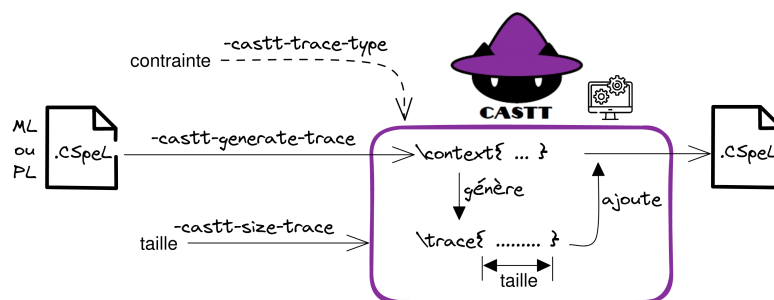 -castt-trace-type
contrainte
CASTT
ML
ou
PL
.CSpeL
-castt-generate-trace
\context{ ... }
.CSpeL
génère
ajoute
-castt-size-trace
taille
\trace{ ......... }
taille